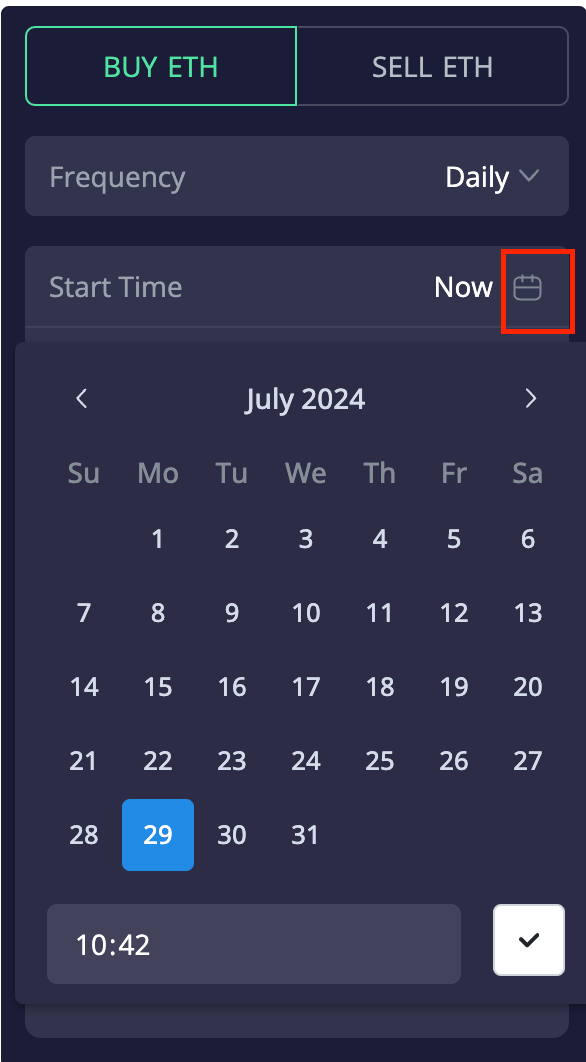 BUY ETH SELL ETH
Frequency Daily
Start Time Now
July 2024
Su Mo Tu We Th Fr Sa
1 2 3 4 5 6
7 8 9 10 11 12 13
14 15 16 17 18 19 20
21 22 23 24 25 26 27
28 29 30 31
10:42